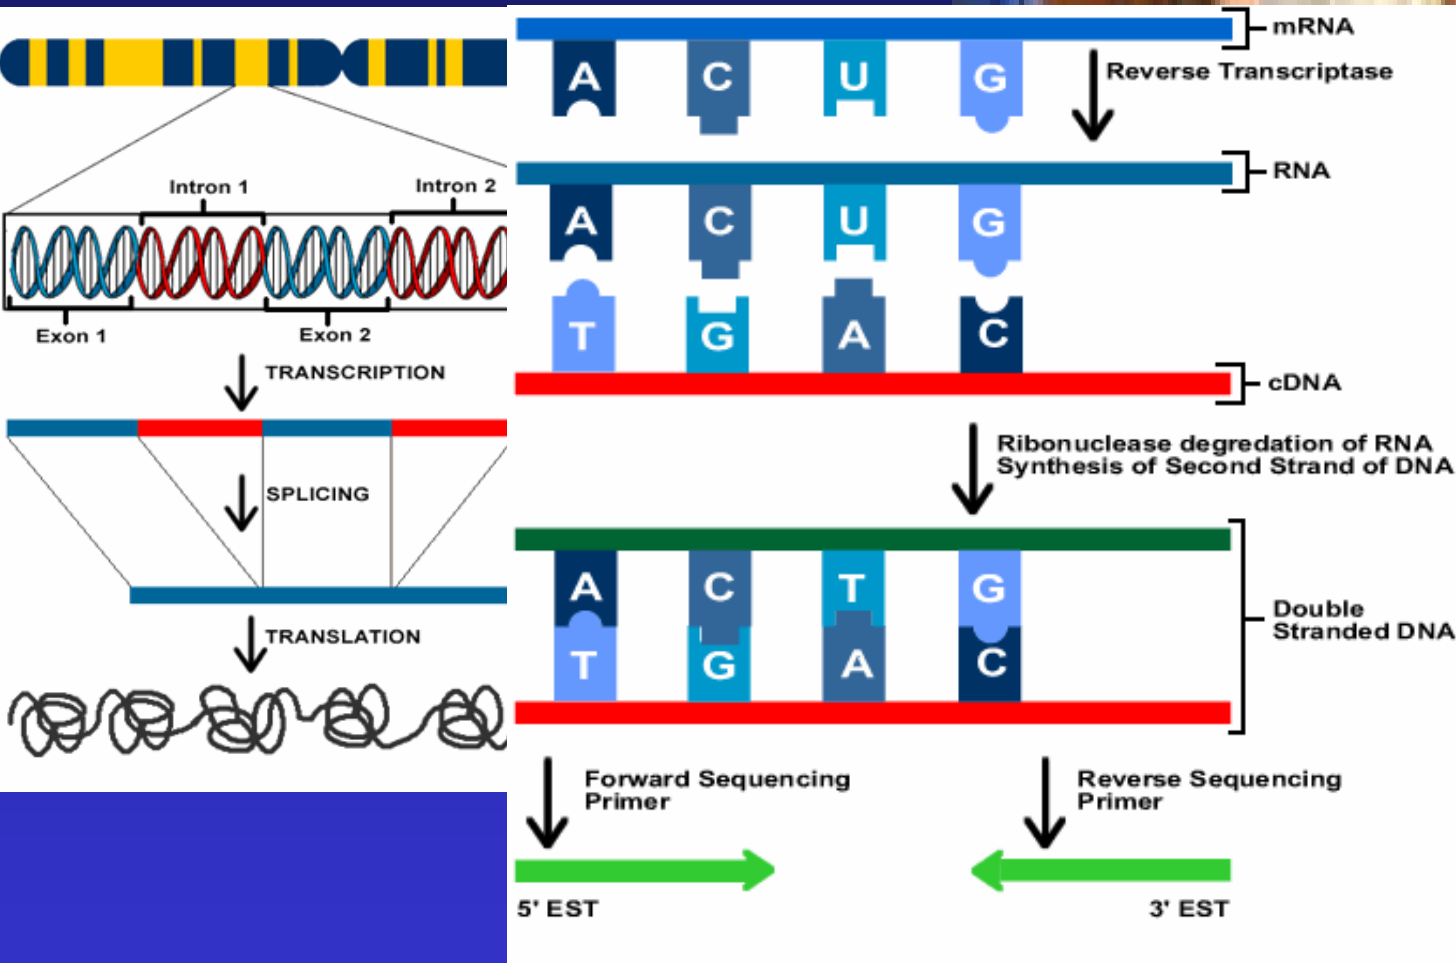 Intron 1
Intron 2
Exon 1
Exon 2
TRANSCRIPTION
SPLICING
TRANSLATION
mRNA
A C U G
Reverse Transcriptase
RNA
A C U G
T G A C
cDNA
Ribonuclease degredation of RNA
Synthesis of Second Strand of DNA
A C T G
T G A C
Double
Stranded DNA
Forward Sequencing
Primer
Reverse Sequencing
Primer
5' EST
3' EST